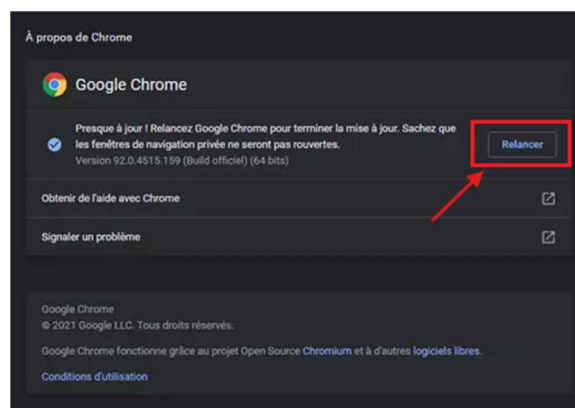 À propos de Chrome
Google Chrome
Presque à jour ! Relancez Google Chrome pour terminer la mise à jour. Sachez que
les fenêtres de navigation privée ne seront pas rouvertes.
Version 92.0.4515.159 (Build officiel) (64 bits)
Relancer
Obtenir de l'aide avec Chrome
Signaler un problème
Google Chrome
© 2021 Google LLC. Tous droits réservés.
Google Chrome fonctionne grâce au projet Open Source Chromium et à d'autres logiciels libres.
Conditions d'utilisation